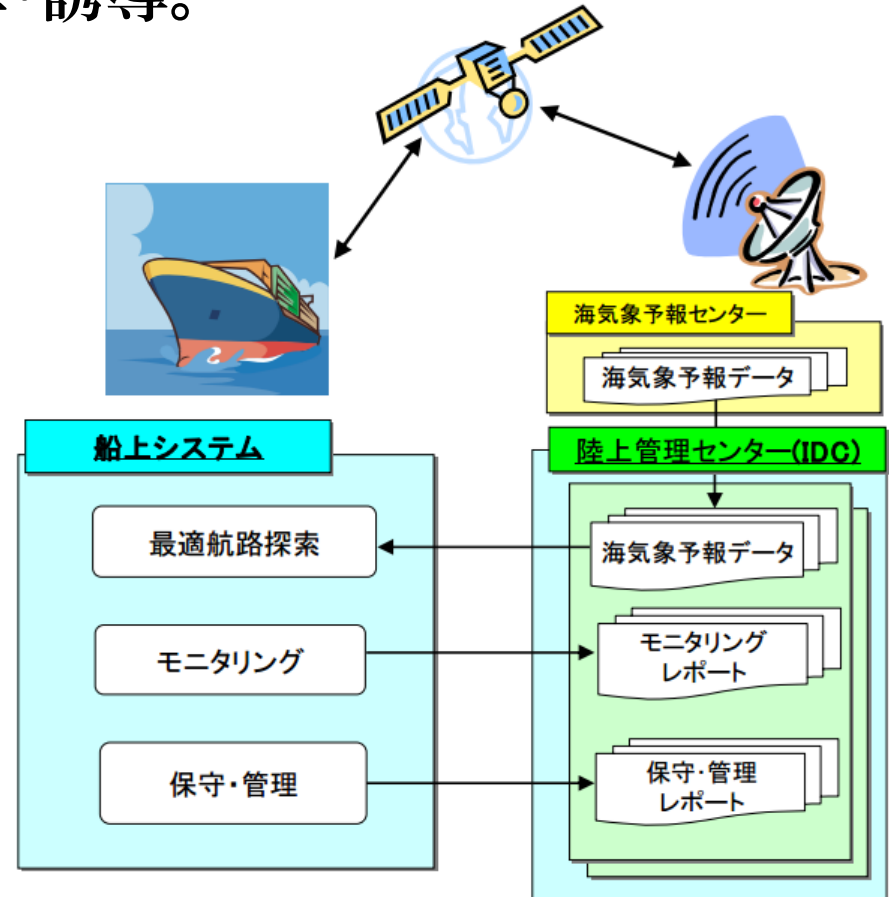 誘導。
海気象予報センター
海気象予報データ
船上システム
陸上管理センター(IDC)
最適航路探索
海気象予報データ
モニタリング
モニタリング
レポート
保守・管理
保守・管理
レポート